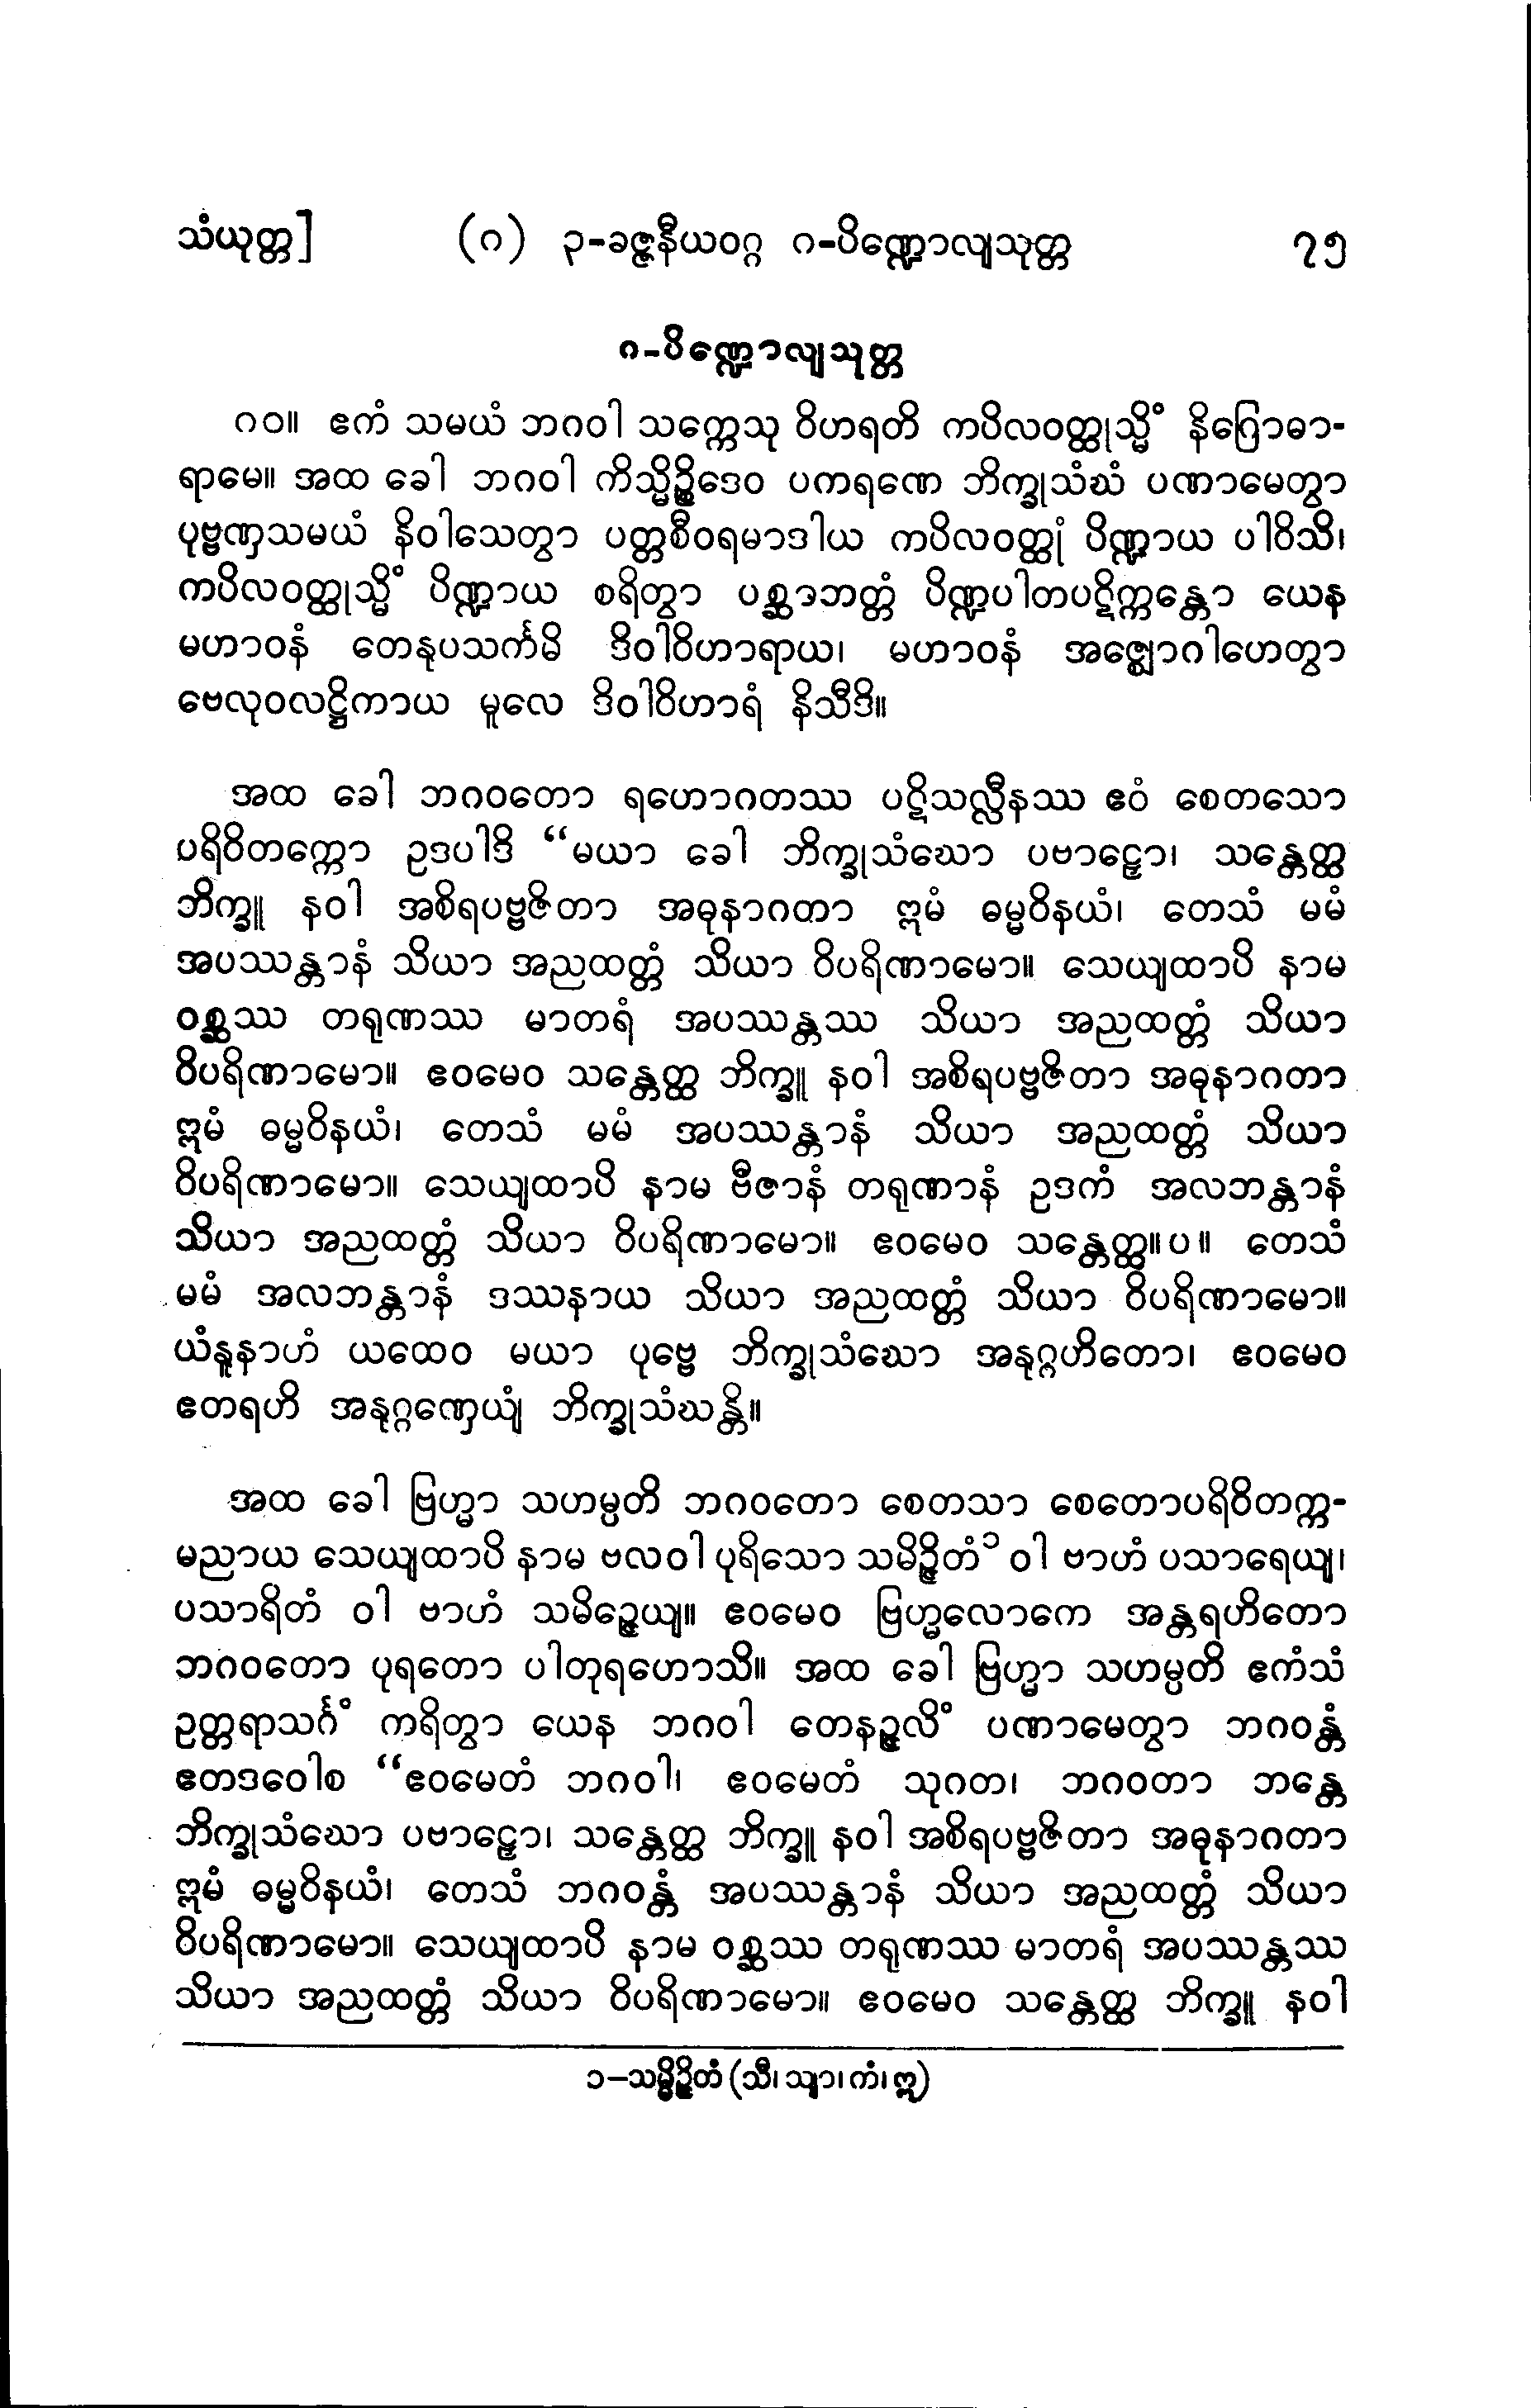 သံယုတ္တ]	(၈) ၃-ခဇ္ဇနီယဝဂ္ဂ ၈-ပိဏ္ဍောလျသုတ္တ	၇၅
၈-ပိဏ္ဍောလျသုတ္တ
၈၀။ ဧကံ သမယံ ဘဂဝါ သက္ကေသု ဝိဟရတိ ကပိလဝတ္ထုသ္မိံ နိဂြောဓာ-
ရာမေ။ အထ ခေါ ဘဂဝါ ကိသ္မိဉ္စိဒေဝ ပကရဏေ ဘိက္ခုသံဃံ ပဏာမေတွာ
ပုဗ္ဗဏှသမယံ နိဝါသေတွာ ပတ္တစီဝရမာဒါယ ကပိလဝတ္ထုံ ပိဏ္ဍာယ ပါဝိသိ၊
ကပိလဝတ္ထုသ္မိံ ပိဏ္ဍာယ စရိတွာ ပစ္ဆာဘတ္တံ ပိဏ္ဍပါတပဋိက္ကန္တော ယေန
မဟာဝနံ တေနုပသင်္ကမိ ဒိဝါဝိဟာရာယ၊ မဟာဝနံ အဇ္ဈောဂါဟေတွာ
ဗေလုဝလဋ္ဌိကာယ မူလေ ဒိဝါဝိဟာရံ နိသီဒိ။
အထ ခေါ ဘဂဝတော ရဟောဂတဿ ပဋိသလ္လီနဿ ဧဝံ စေတသော
ပရိဝိတက္ကော ဥဒပါဒိ “မယာ ခေါ ဘိက္ခုသံဃော ပဗာဠှော၊ သန္တေတ္ထ
ဘိက္ခူ နဝါ အစိရပဗ္ဗဇိတာ အဓုနာဂတာ ဣမံ ဓမ္မဝိနယံ၊ တေသံ မမံ
အပဿန္တာနံ သိယာ အညထတ္တံ သိယာ ဝိပရိဏာမော။ သေယျထာပိ နာမ
ဝစ္ဆဿ တရုဏဿ မာတရံ အပဿန္တဿ သိယာ အညထတ္တံ သိယာ
ဝိပရိဏာမော။ ဧဝမေဝ သန္တေတ္ထ ဘိက္ခူ နဝါ အစိရပဗ္ဗဇိတာ အဓုနာဂတာ
ဣမံ ဓမ္မဝိနယံ၊ တေသံ မမံ အပဿန္တာနံ သိယာ အညထတ္တံ သိယာ
ဝိပရိဏာမော။ သေယျထာပိ နာမ ဗီဇာနံ တရုဏာနံ ဥဒကံ အလဘန္တာနံ
သိယာ အညထတ္တံ သိယာ ဝိပရိဏာမော။ ဧဝမေဝ သန္တေတ္ထ။ပ။ တေသံ
မမံ အလဘန္တာနံ ဒဿနာယ သိယာ အညထတ္တံ သိယာ ဝိပရိဏာမော။
ယံနူနာဟံ ယထေဝ မယာ ပုဗ္ဗေ ဘိက္ခုသံဃော အနုဂ္ဂဟိတော၊ ဧဝမေဝ
ဧတရဟိ အနုဂ္ဂဏှေယျံ ဘိက္ခုသံဃန္တိ။
အထ ခေါ ဗြဟ္မာ သဟမ္ပတိ ဘဂဝတော စေတသာ စေတောပရိဝိတက္က-
မညာယ သေယျထာပိ နာမ ဗလဝါ ပုရိသော သမိဉ္ဇိတံ၁ ဝါ ဗာဟံ ပသာရေယျ၊
ပသာရိတံ ဝါ ဗာဟံ သမိဉ္ဇေယျ။ ဧဝမေဝ ဗြဟ္မလောကေ အန္တရဟိတော
ဘဂဝတော ပုရတော ပါတုရဟောသိ။ အထ ခေါ ဗြဟ္မာ သဟမ္ပတိ ဧကံသံ
ဥတ္တရာသင်္ဂံ ကရိတွာ ယေန ဘဂဝါ တေနဉ္ဇလိံ ပဏာမေတွာ ဘဂဝန္တံ
ဧတဒဝေါစ “ဧဝမေတံ ဘဂဝါ၊ ဧဝမေတံ သုဂတ၊ ဘဂဝတာ ဘန္တေ
ဘိက္ခုသံဃော ပဗာဠှော၊ သန္တေတ္ထ ဘိက္ခူ နဝါ အစိရပဗ္ဗဇိတာ အဓုနာဂတာ
ဣမံ ဓမ္မဝိနယံ၊ တေသံ ဘဂဝန္တံ အပဿန္တာနံ သိယာ အညထတ္တံ သိယာ
ဝိပရိဏာမော။ သေယျထာပိ နာမ ဝစ္ဆဿ တရုဏဿ မာတရံ အပဿန္တဿ
သိယာ အညထတ္တံ သိယာ ဝိပရိဏာမော။ ဧဝမေဝ သန္တေတ္ထ ဘိက္ခူ နဝါ
၁–သမ္မိဉ္ဇိတံ (သီ၊ သျာ၊ ကံ၊ ဣ)